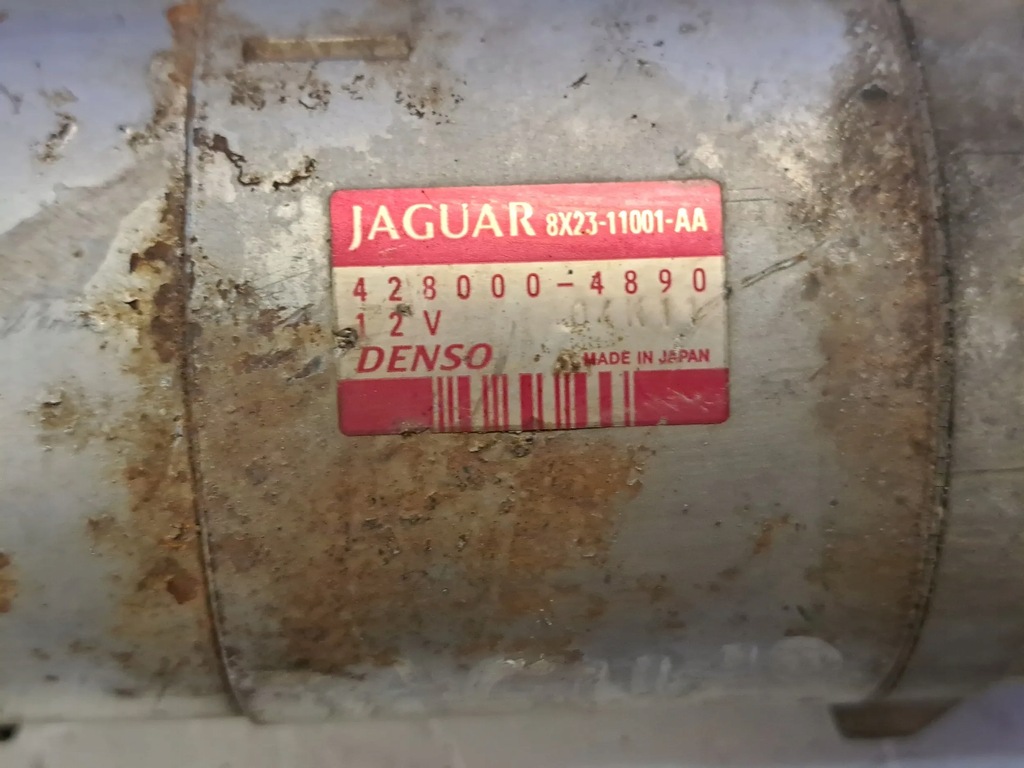 JAGUAR 8X23-11001-AA
428000-4890
12V
DENSO MADE IN JAPAN